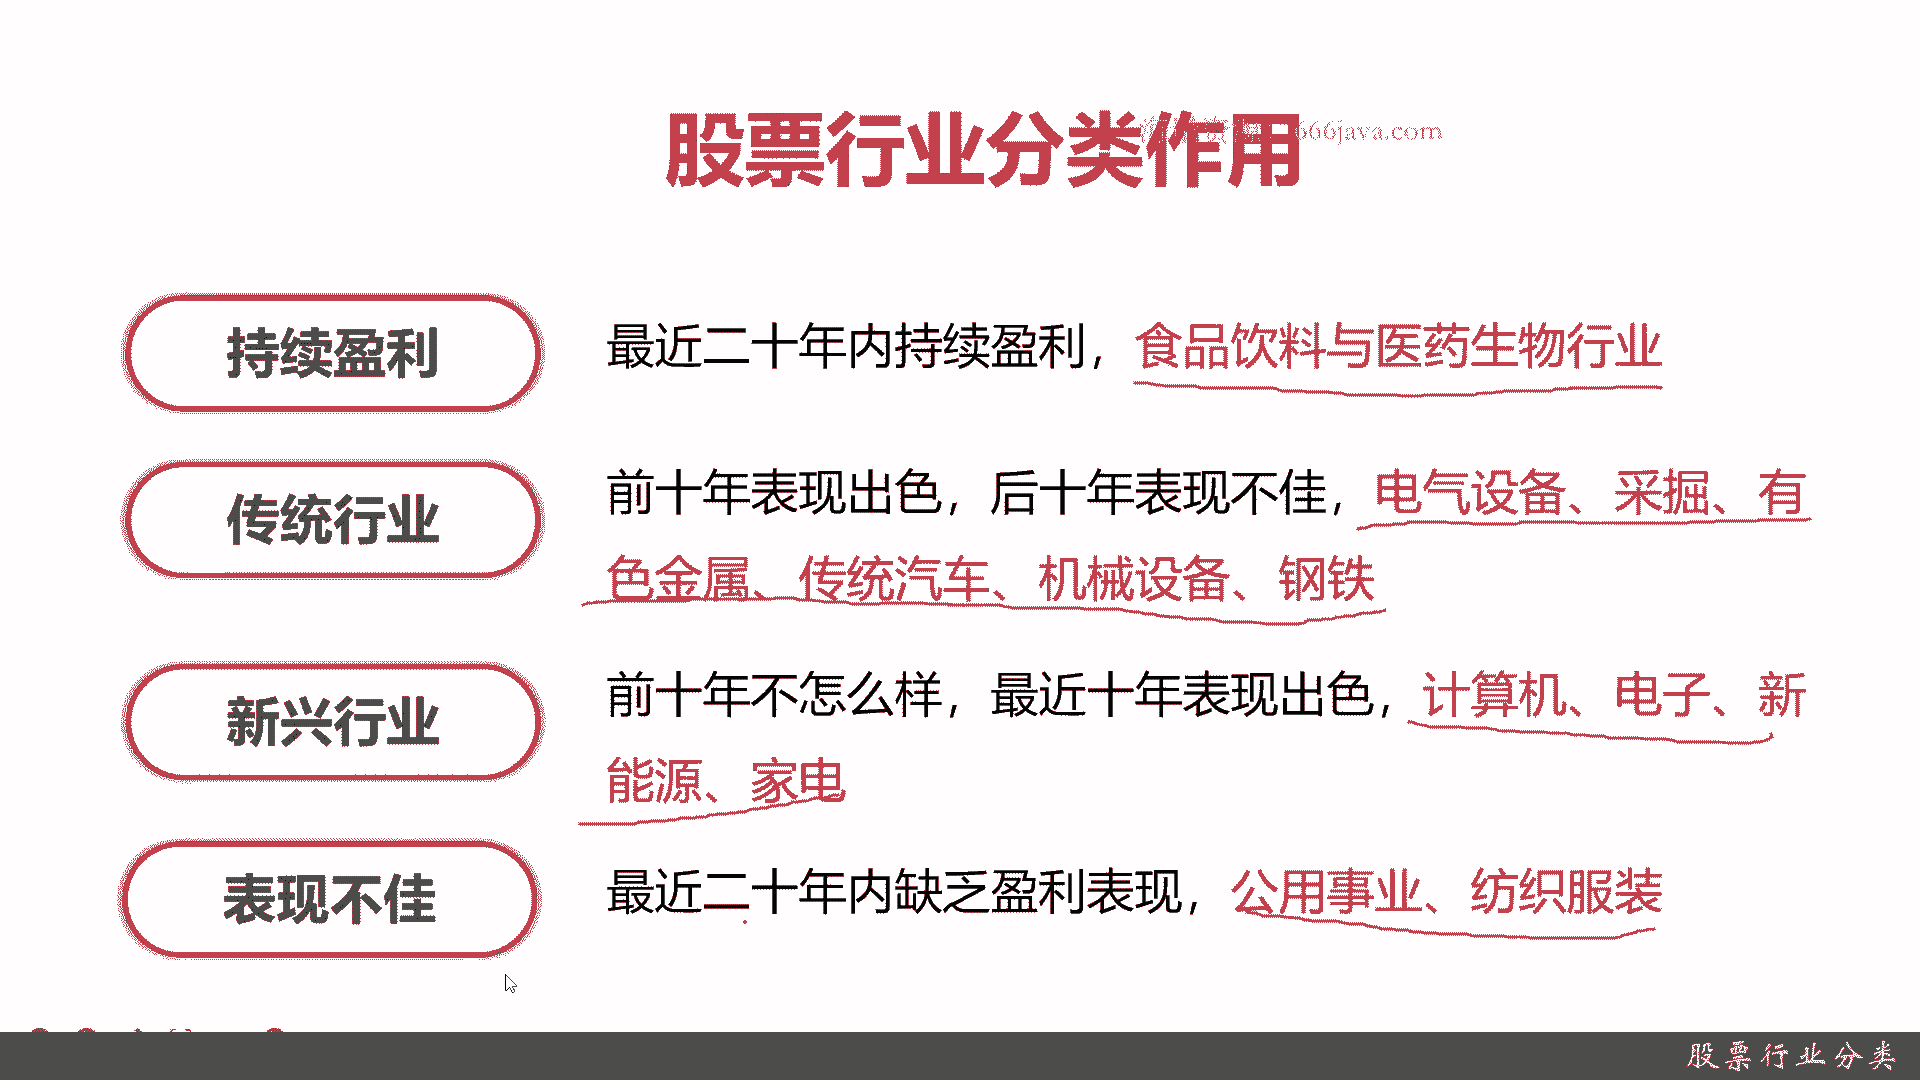 股票行业分类作用
666java.com
持续盈利
最近二十年内持续盈利，食品饮料与医药生物行业
传统行业
前十年表现出色，后十年表现不佳，电气设备、采掘、有
色金属、传统汽车、机械设备、钢铁
新兴行业
前十年不怎么样，最近十年表现出色，计算机、电子、新
能源、家电
表现不佳
最近二十年内缺乏盈利表现，公用事业、纺织服装
股票行业分类